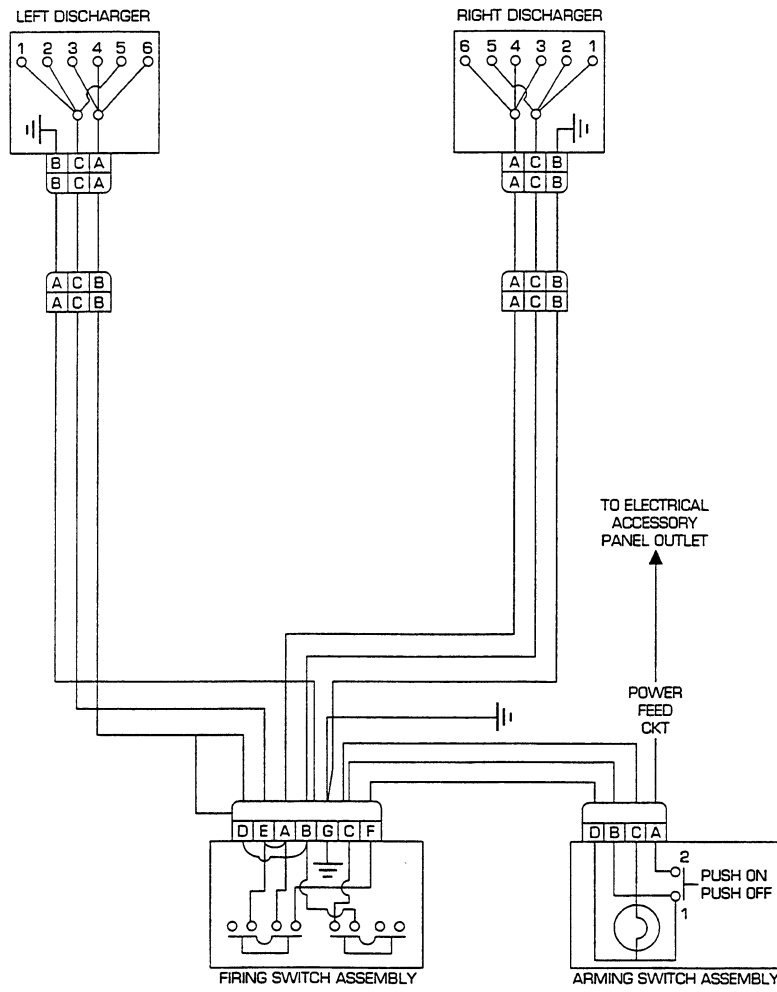 LEFT DISCHARGER
RIGHT DISCHARGER
1 2 3 4 5 6
6 5 4 3 2 1
B C A
B C A
A C B
A C B
A C B
A C B
A C B
A C B
TO ELECTRICAL
ACCESSORY
PANEL OUTLET
POWER
FEED
CKT
D E A B G C F
D B C A
2
PUSH ON
PUSH OFF
1
FIRING SWITCH ASSEMBLY
ARMING SWITCH ASSEMBLY